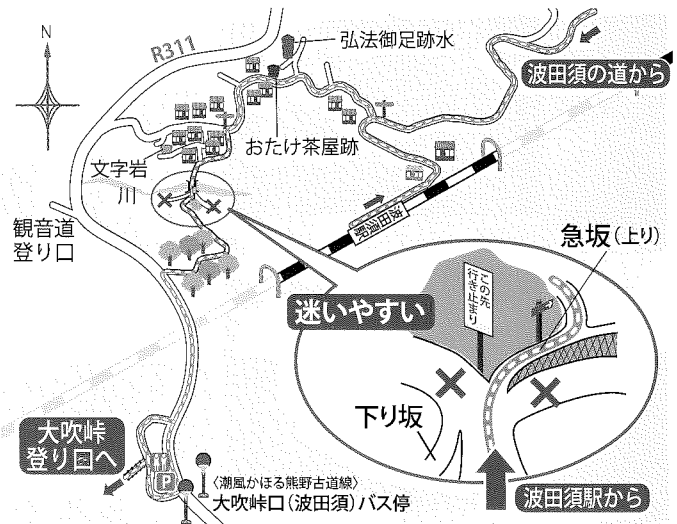 N
R311
弘法御足跡水
波田須の道から
おたけ茶屋跡
文字岩
川
観音道
登り口
波田須駅
急坂(上り)
迷いやすい
この先
行き止まり
下り坂
大吹峠
登り口へ
P
〈潮風かほる熊野古道線〉
大吹峠口(波田須)バス停
波田須駅から